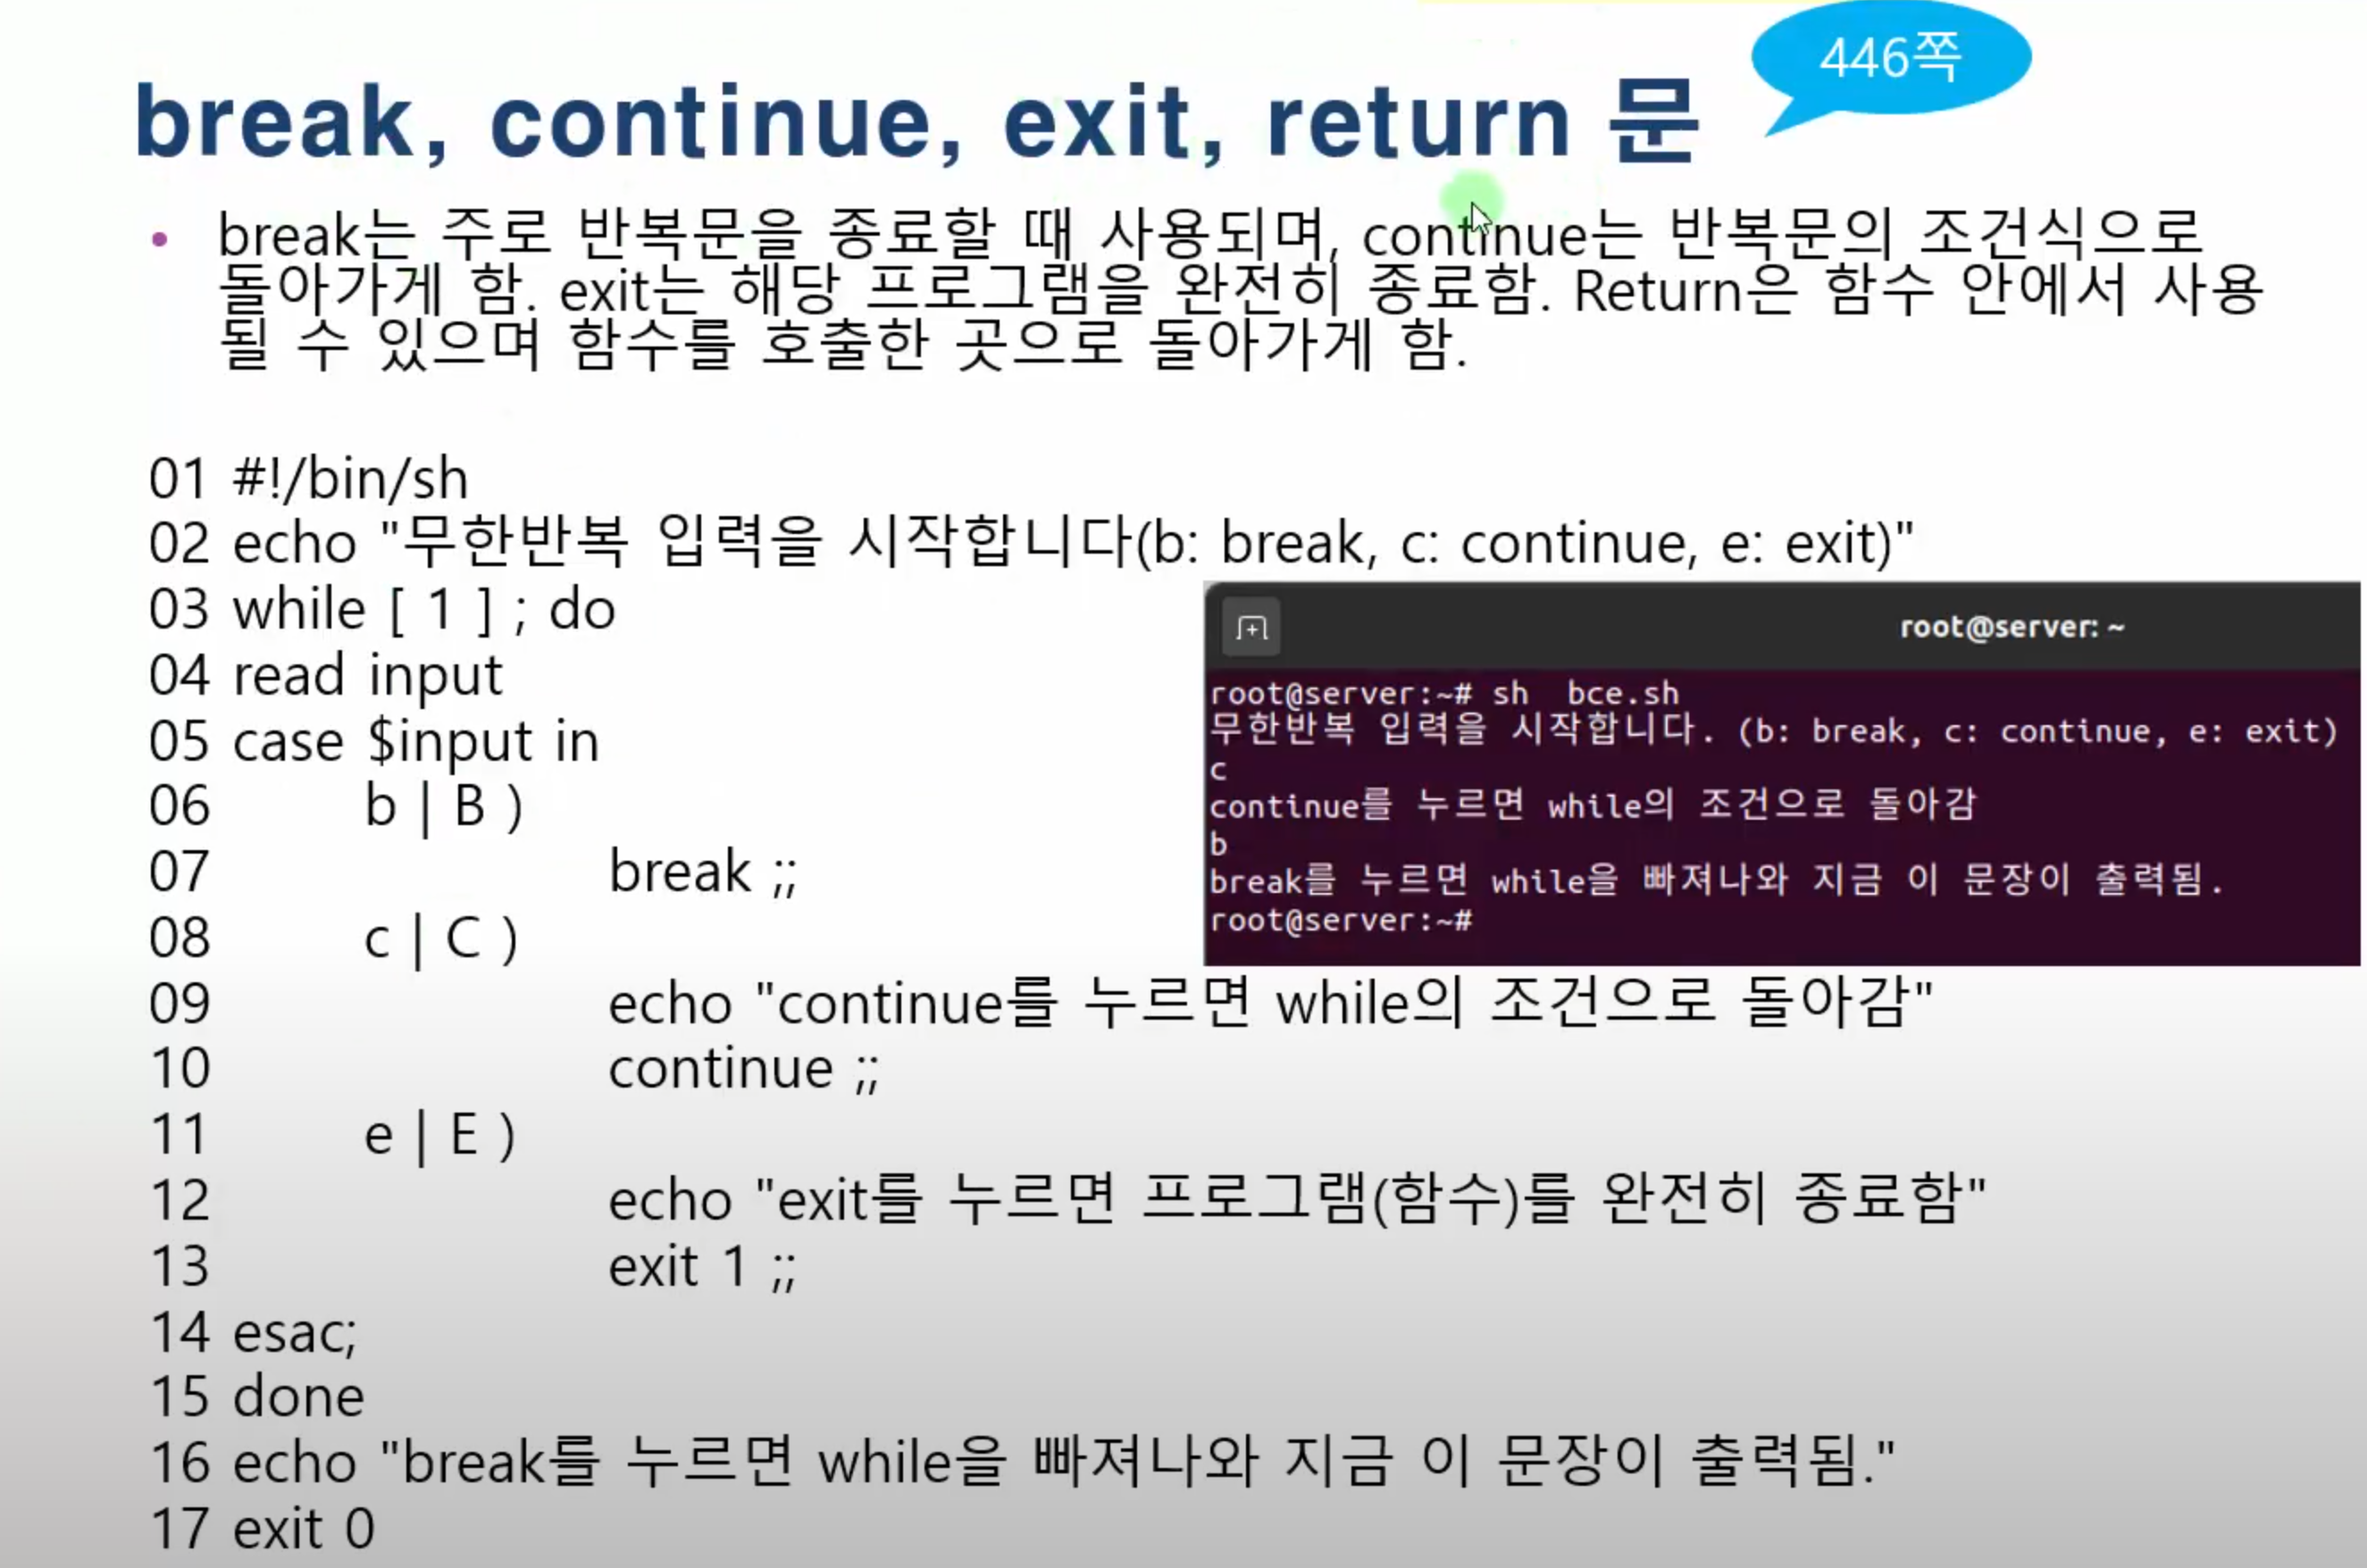 446쪽
break, continue, exit, return 문
• break는 주로 반복문을 종료할 때 사용되며, continue는 반복문의 조건식으로
돌아가게 함. exit는 해당 프로그램을 완전히 종료함. Return은 함수 안에서 사용
될 수 있으며 함수를 호출한 곳으로 돌아가게 함.
01 #!/bin/sh
02 echo "무한반복 입력을 시작합니다(b: break, c: continue, e: exit)"
03 while [ 1 ] ; do
04 read input
05 case $input in
06 b | B )
07 break ;;
08 c | C )
09 echo "continue를 누르면 while의 조건으로 돌아감"
10 continue ;;
11 e | E )
12 echo "exit를 누르면 프로그램(함수)를 완전히 종료함"
13 exit 1 ;;
14 esac;
15 done
16 echo "break를 누르면 while을 빠져나와 지금 이 문장이 출력됨."
17 exit 0
root@server: ~
root@server:~# sh  bce.sh
무한반복 입력을 시작합니다. (b: break, c: continue, e: exit)
c
continue를 누르면 while의 조건으로 돌아감
b
break를 누르면 while을 빠져나와 지금 이 문장이 출력됨.
root@server:~#